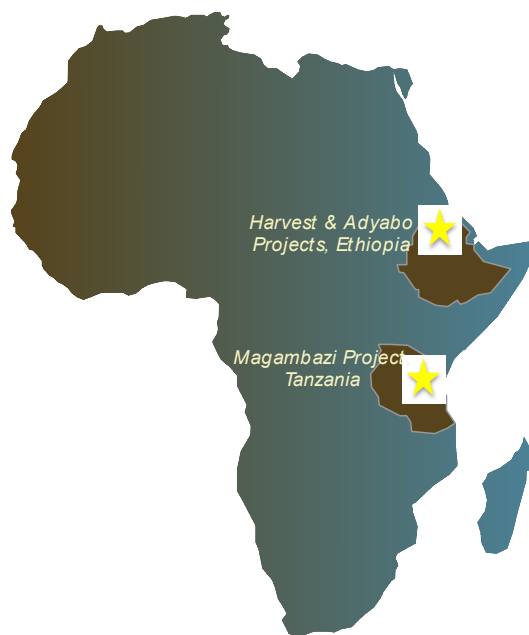 Harvest & Adyabo
Projects, Ethiopia
Magambazi Project,
Tanzania